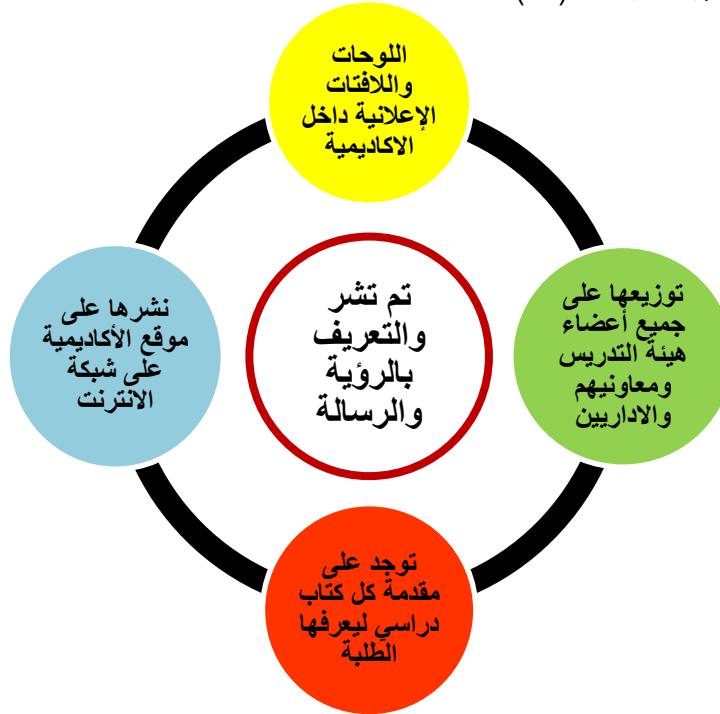 اللوحات
واللافتات
الإعلانية داخل
الاكاديمية
توزيعها على
جميع أعضاء
هيئة التدريس
ومعاونيهم
والاداريين
تم تشر
والتعريف
بالرؤية
والرسالة
نشرها على
موقع الأكاديمية
على شبكة
الانترنت
توجد على
مقدمة كل كتاب
دراسي ليعرفها
الطلبة